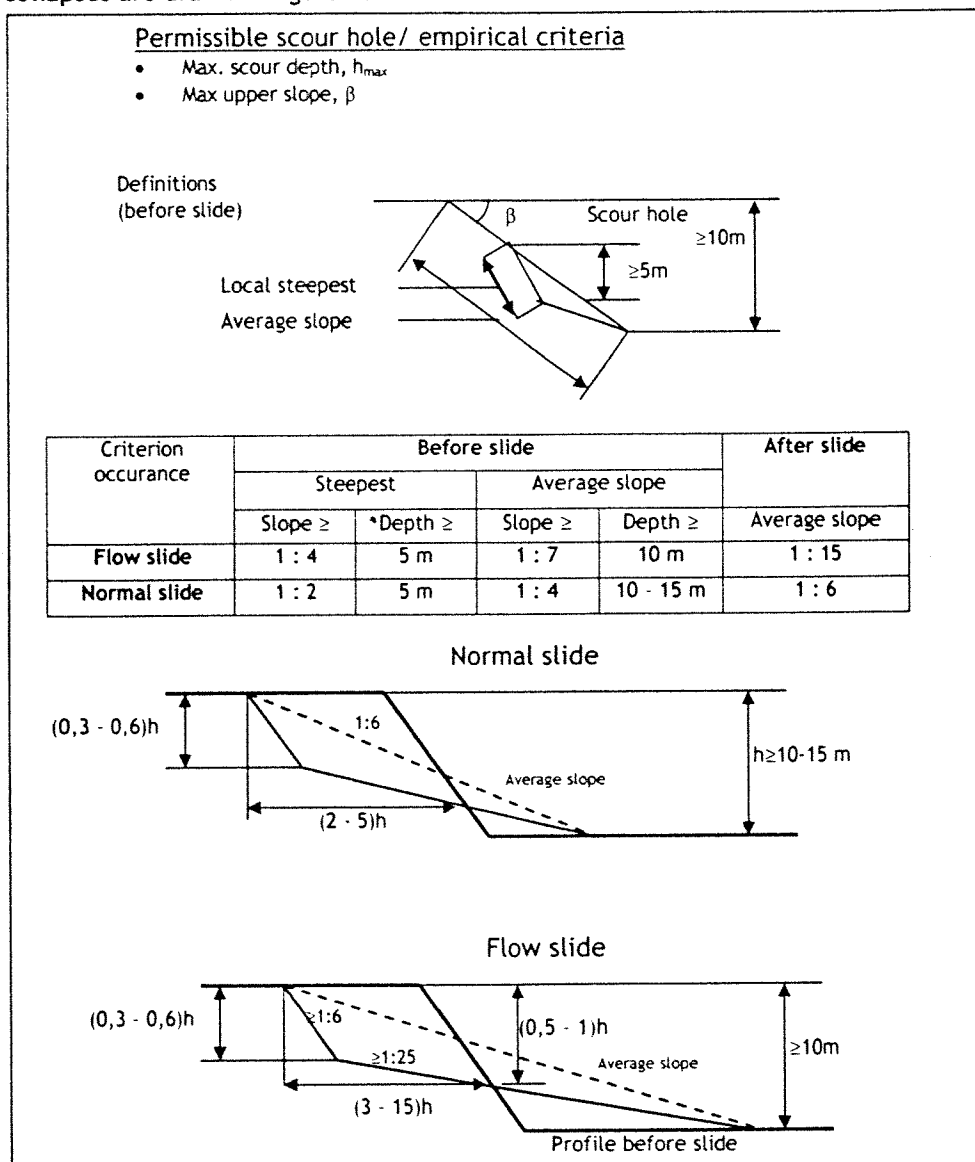 Permissible scour hole/ empirical criteria
• Max. scour depth, hmax
• Max upper slope, β
Definitions
(before slide)
β
Scour hole
≥10m
≥5m
Local steepest
Average slope
Criterion occurance
Before slide
After slide
Steepest
Average slope
Slope ≥ *Depth ≥ Slope ≥ Depth ≥ Average slope
Flow slide 1 : 4 5 m 1 : 7 10 m 1 : 15
Normal slide 1 : 2 5 m 1 : 4 10 - 15 m 1 : 6
Normal slide
(0,3 - 0,6)h
1:6
h≥10-15 m
Average slope
(2 - 5)h
Flow slide
(0,3 - 0,6)h
≥1:6
(0,5 - 1)h
≥10m
≥1:25
Average slope
(3 - 15)h
Profile before slide